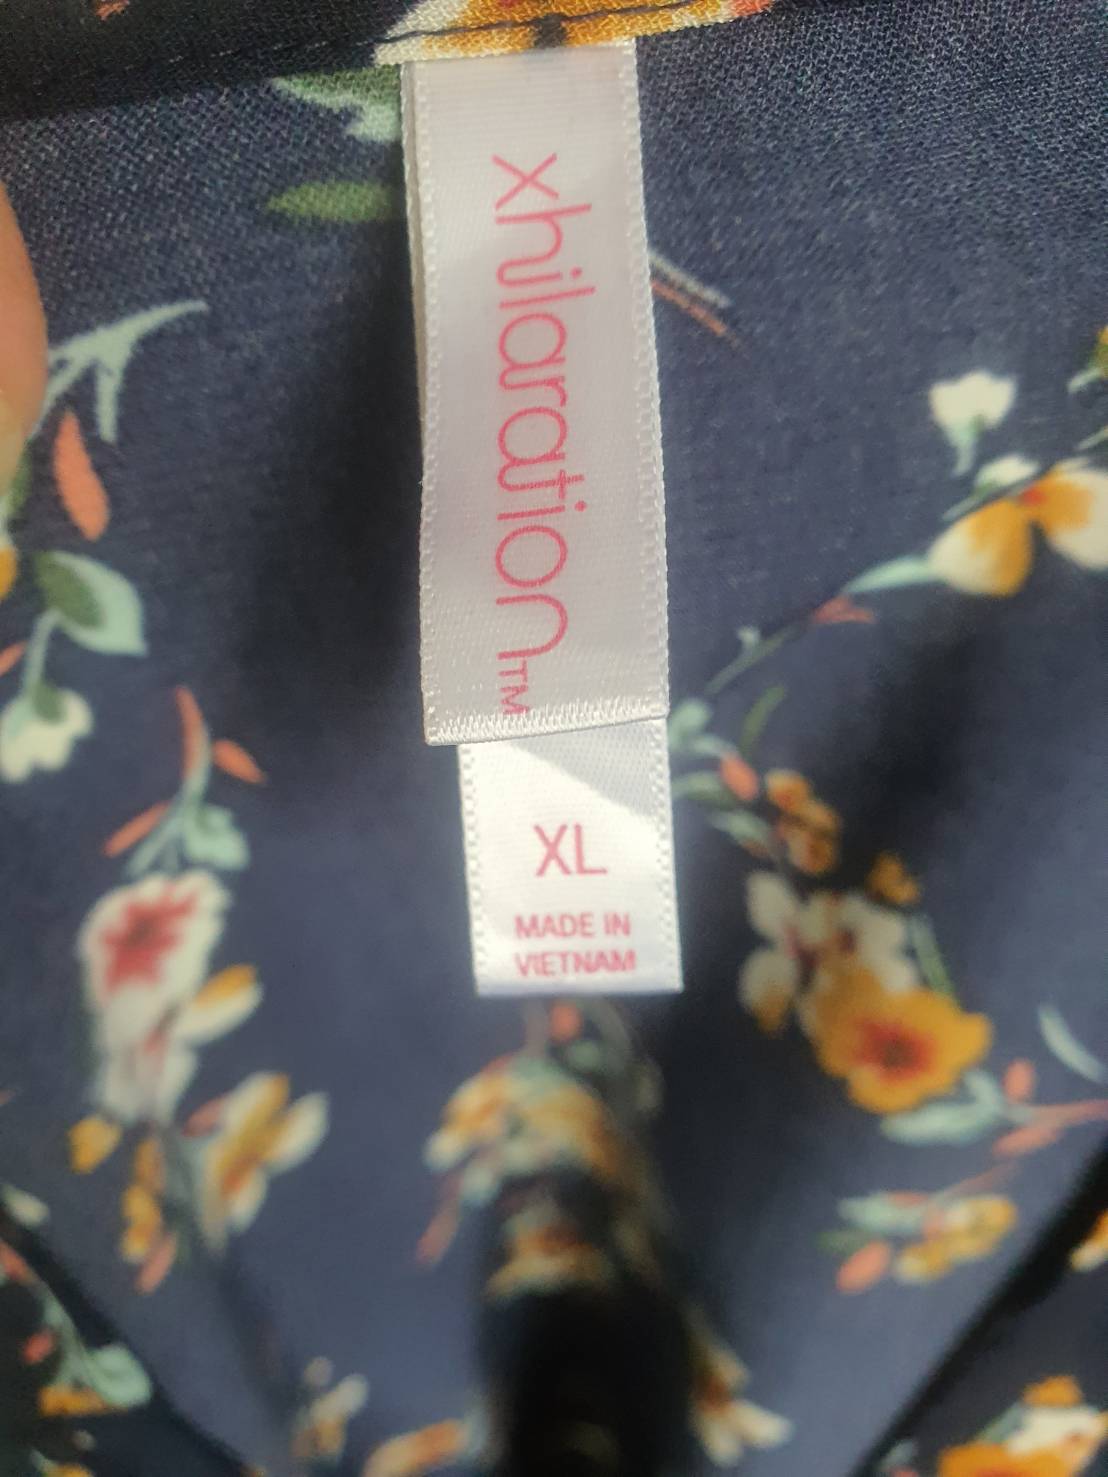 xhilaration™
XL
MADE IN
VIETNAM